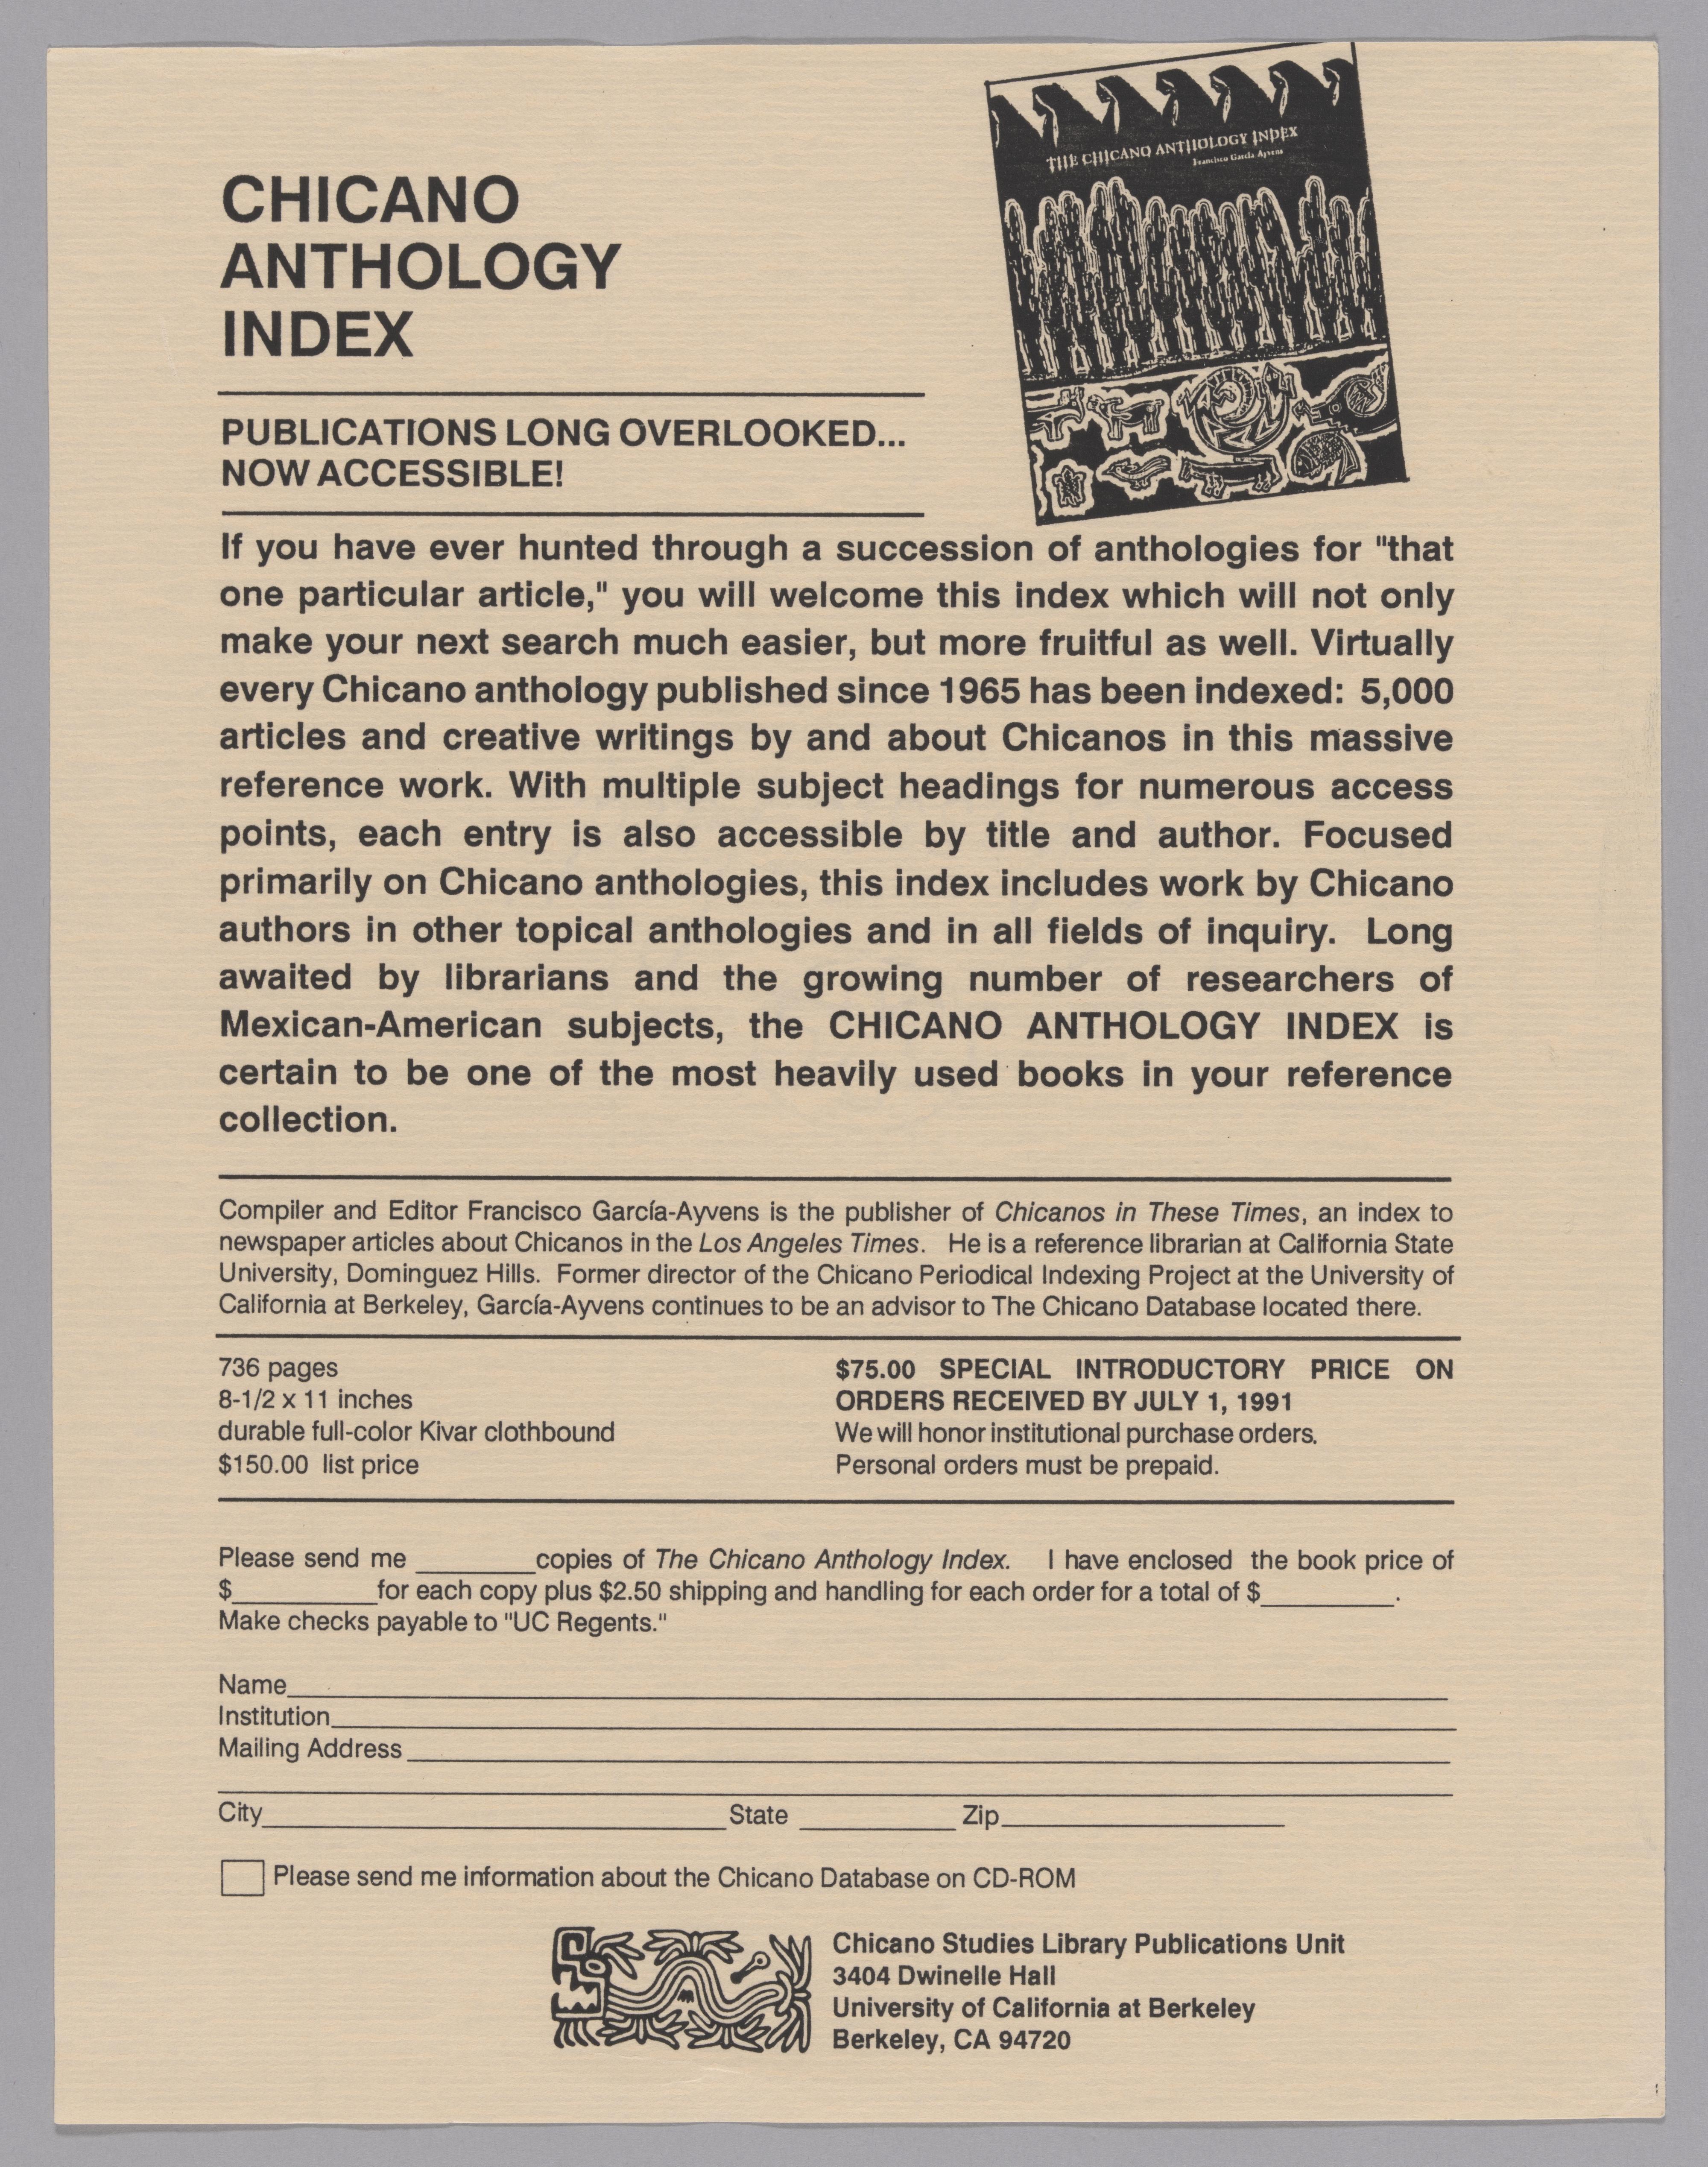 THE CHICANO ANTHOLOGY INDEX
Francisco García Ayvens
CHICANO
ANTHOLOGY
INDEX
PUBLICATIONS LONG OVERLOOKED...
NOW ACCESSIBLE!
If you have ever hunted through a succession of anthologies for "that
one particular article," you will welcome this index which will not only
make your next search much easier, but more fruitful as well. Virtually
every Chicano anthology published since 1965 has been indexed: 5,000
articles and creative writings by and about Chicanos in this massive
reference work. With multiple subject headings for numerous access
points, each entry is also accessible by title and author. Focused
primarily on Chicano anthologies, this index includes work by Chicano
authors in other topical anthologies and in all fields of inquiry. Long
awaited by librarians and the growing number of researchers of
Mexican-American subjects, the CHICANO ANTHOLOGY INDEX is
certain to be one of the most heavily used books in your reference
collection.
Compiler and Editor Francisco García-Ayvens is the publisher of Chicanos in These Times, an index to
newspaper articles about Chicanos in the Los Angeles Times. He is a reference librarian at California State
University, Dominguez Hills. Former director of the Chicano Periodical Indexing Project at the University of
California at Berkeley, García-Ayvens continues to be an advisor to The Chicano Database located there.
736 pages
8-1/2 x 11 inches
durable full-color Kivar clothbound
$150.00 list price
$75.00 SPECIAL INTRODUCTORY PRICE ON
ORDERS RECEIVED BY JULY 1, 1991
We will honor institutional purchase orders.
Personal orders must be prepaid.
Please send me ________copies of The Chicano Anthology Index. I have enclosed the book price of
$__________for each copy plus $2.50 shipping and handling for each order for a total of $_________.
Make checks payable to "UC Regents."
Name
Institution
Mailing Address
City State Zip
Please send me information about the Chicano Database on CD-ROM
Chicano Studies Library Publications Unit
3404 Dwinelle Hall
University of California at Berkeley
Berkeley, CA 94720